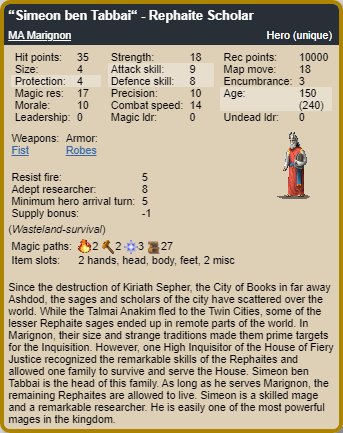 “Simeon ben Tabbai“ - Rephaite Scholar
MA Marignon Hero (unique)
Hit points: 35 Strength: 18 Rec points: 10000
Size: 4 Attack skill: 9 Map move: 18
Protection: 4 Defence skill: 8 Encumbrance: 3
Magic res: 17 Precision: 10 Age: 150
Morale: 10 Combat speed: 14 (240)
Leadership: 0 Magic ldr: 0 Undead ldr: 0
Weapons: Armor:
Fist Robes
Resist fire: 5
Adept researcher: 8
Minimum hero arrival turn: 5
Supply bonus: -1
(Wasteland-survival)
Magic paths: 2 2 3 27
Item slots: 2 hands, head, body, feet, 2 misc
Since the destruction of Kiriath Sepher, the City of Books in far away
Ashdod, the sages and scholars of the city have scattered over the
world. While the Talmai Anakim fled to the Twin Cities, some of the
lesser Rephaite sages ended up in remote parts of the world. In
Marignon, their size and strange traditions made them prime targets
for the Inquisition. However, one High Inquisitor of the House of Fiery
Justice recognized the remarkable skills of the Rephaites and
allowed one family to survive and serve the House. Simeon ben
Tabbai is the head of this family. As long as he serves Marignon, the
remaining Rephaites are allowed to live. Simeon is a skilled mage
and a remarkable researcher. He is easily one of the most powerful
mages in the kingdom.